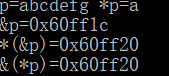 p=abcdefg *p=a
&p=0x60ff1c
*(&p)=0x60ff20
&(*p)=0x60ff20